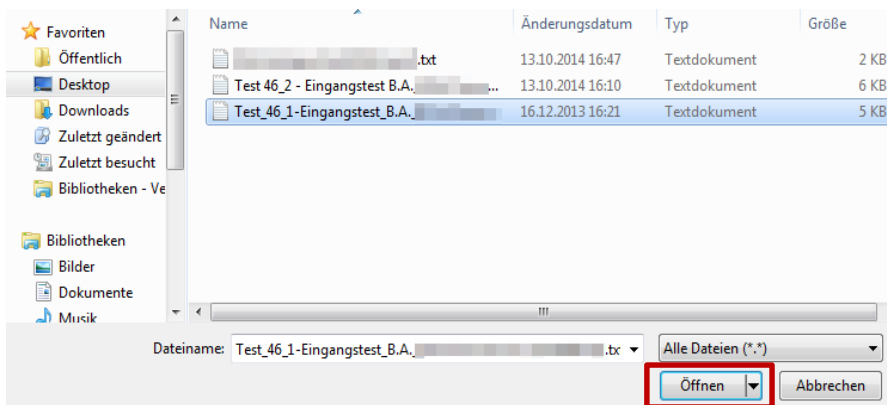 Favoriten
Öffentlich
Desktop
Downloads
Zuletzt geändert
Zuletzt besucht
Bibliotheken - Ve
Bibliotheken
Bilder
Dokumente
Musik
Name Änderungsdatum Typ Größe
.txt 13.10.2014 16:47 Textdokument 2 KB
Test 46_2 - Eingangstest B.A. ... 13.10.2014 16:10 Textdokument 6 KB
Test_46_1-Eingangstest_B.A._ 16.12.2013 16:21 Textdokument 5 KB
Dateiname: Test_46_1-Eingangstest_B.A._ .tx Alle Dateien (*.*)
Öffnen Abbrechen